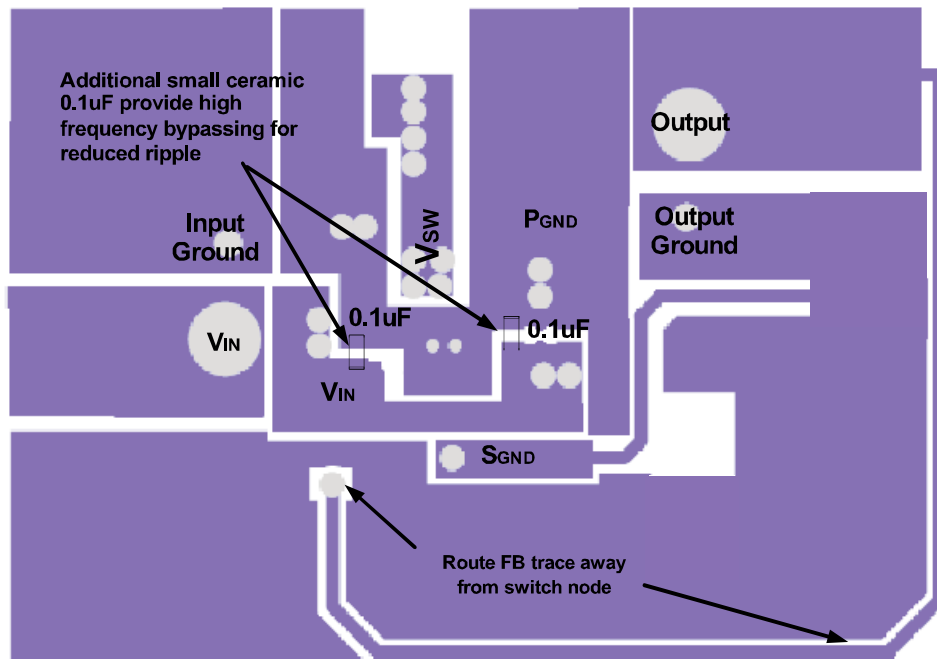 Additional small ceramic
0.1uF provide high
frequency bypassing for
reduced ripple
Output
Input
Ground
VSW
PGND
Output
Ground
0.1uF
0.1uF
VIN
VIN
SGND
Route FB trace away
from switch node